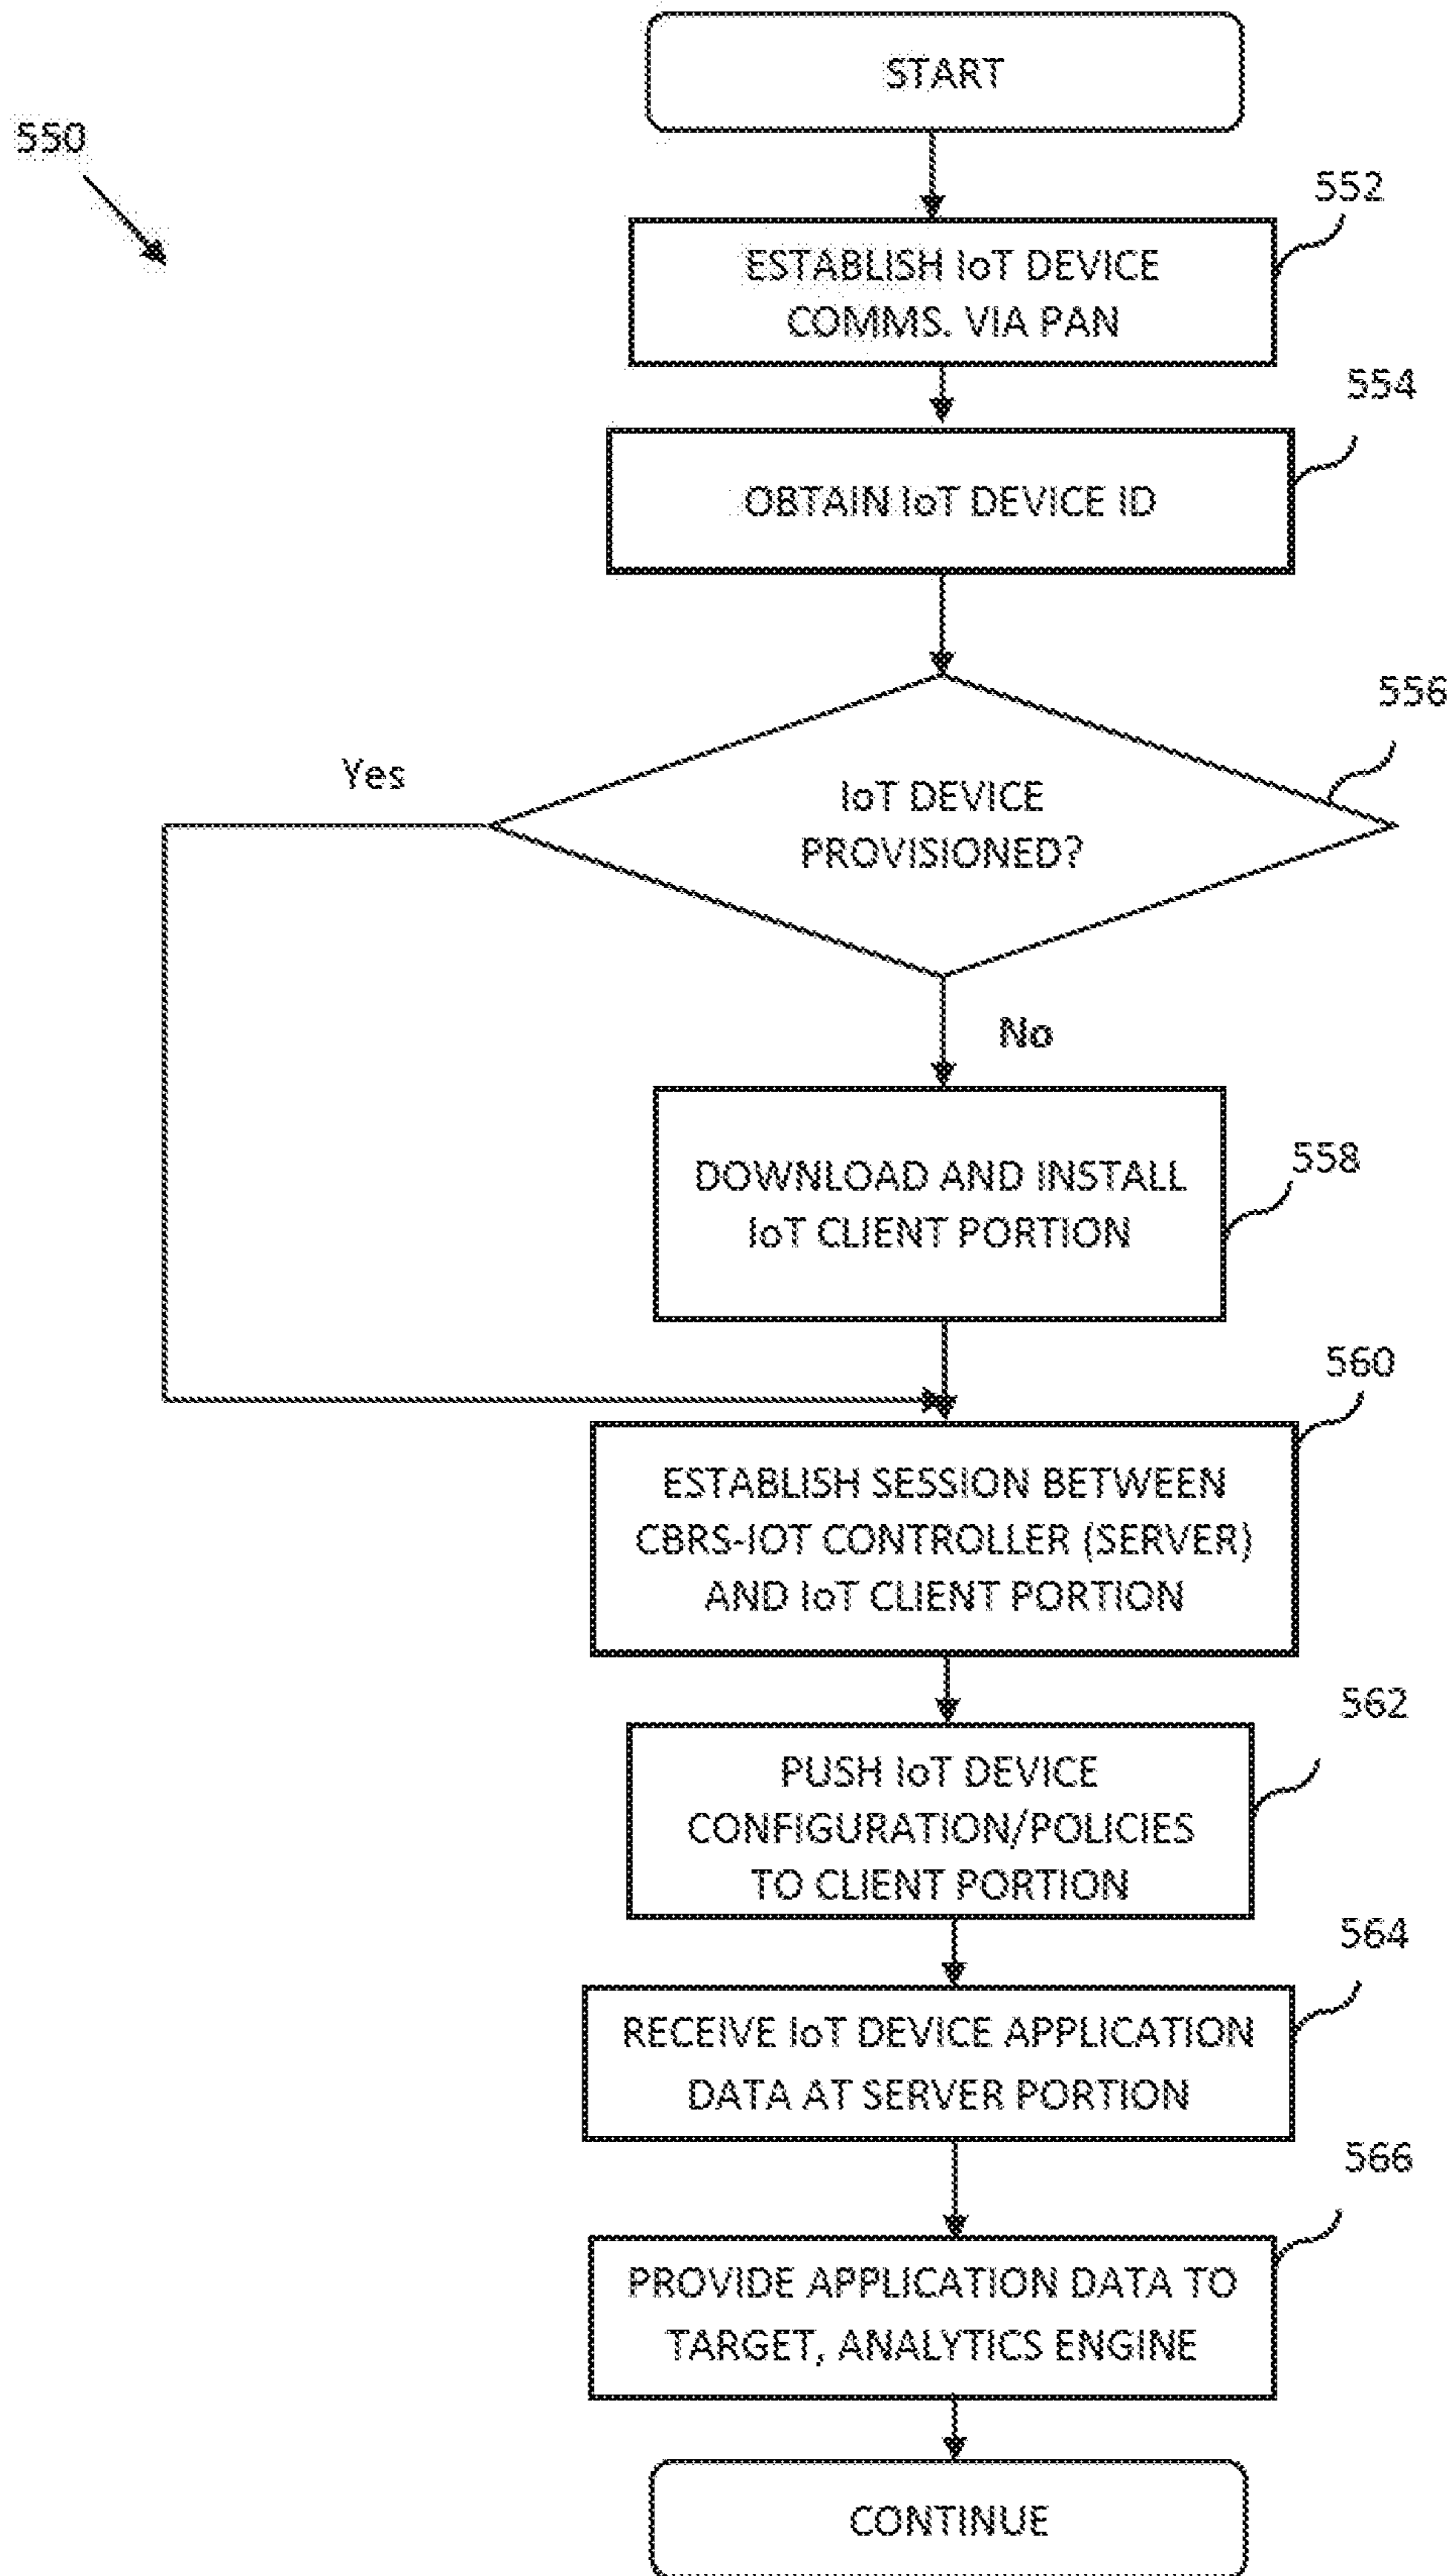 START
550
552
ESTABLISH IoT DEVICE
COMMS. VIA PAN
554
OBTAIN IoT DEVICE ID
556
Yes
IoT DEVICE
PROVISIONED?
No
558
DOWNLOAD AND INSTALL
IoT CLIENT PORTION
560
ESTABLISH SESSION BETWEEN
CBRS-IOT CONTROLLER (SERVER)
AND IoT CLIENT PORTION
562
PUSH IoT DEVICE
CONFIGURATION/POLICIES
TO CLIENT PORTION
564
RECEIVE IoT DEVICE APPLICATION
DATA AT SERVER PORTION
566
PROVIDE APPLICATION DATA TO
TARGET, ANALYTICS ENGINE
CONTINUE